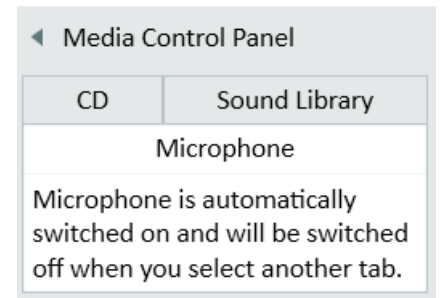 Media Control Panel
CD Sound Library
Microphone
Microphone is automatically
switched on and will be switched
off when you select another tab.